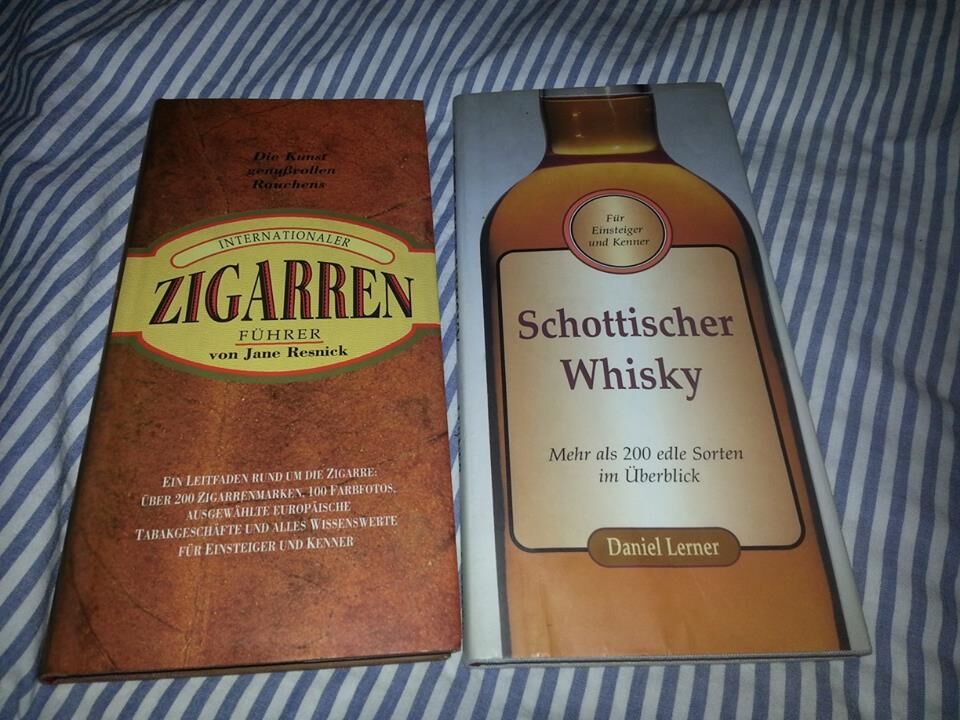 Die Kunst
genußvollen
Rauchens
INTERNATIONALER
ZIGARREN
FÜHRER
von Jane Resnick
EIN LEITFADEN RUND UM DIE ZIGARRE:
ÜBER 200 ZIGARRENMARKEN, 100 FARBFOTOS,
AUSGEWÄHLTE EUROPÄISCHE
TABAKGESCHÄFTE UND ALLES WISSENSWERTE
FÜR EINSTEIGER UND KENNER
Für
Einsteiger
und Kenner
Schottischer
Whisky
Mehr als 200 edle Sorten
im Überblick
Daniel Lerner